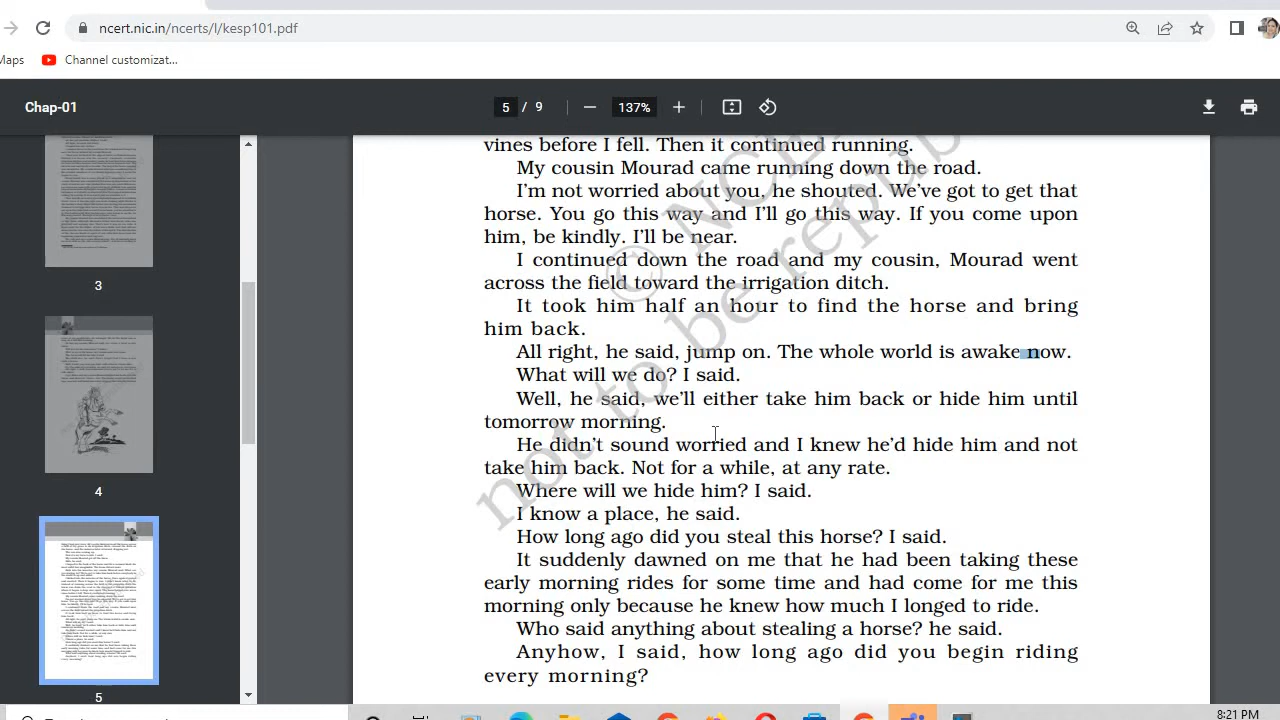 ncert.nic.in/ncerts/l/kesp101.pdf
Maps Channel customizat...
Chap-01 5 / 9 137%
vines before I fell. Then it continued running.
My cousin Mourad came running down the road.
I'm not worried about you, he shouted. We've got to get that
horse. You go this way and I'll go this way. If you come upon
him, be kindly. I'll be near.
I continued down the road and my cousin, Mourad went
across the field toward the irrigation ditch.
It took him half an hour to find the horse and bring
him back.
All right, he said, jump on. The whole world is awake now.
What will we do? I said.
Well, he said, we'll either take him back or hide him until
tomorrow morning.
He didn't sound worried and I knew he'd hide him and not
take him back. Not for a while, at any rate.
Where will we hide him? I said.
I know a place, he said.
How long ago did you steal this horse? I said.
It suddenly dawned on me that he had been taking these
early morning rides for some time and had come for me this
morning only because he knew how much I longed to ride.
Who said anything about stealing a horse? he said.
Anyhow, I said, how long ago did you begin riding
every morning?
3
4
5
© NC
not to be rep
8:21 PM